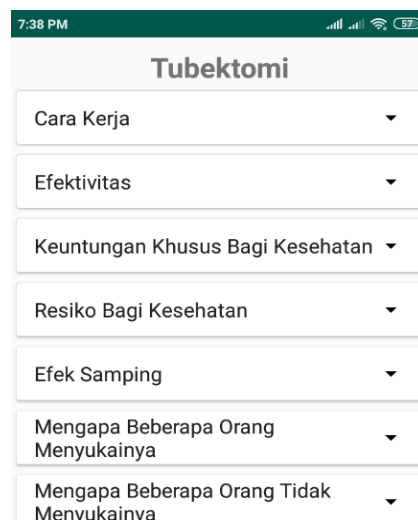 7:38 PM
57
Tubektomi
Cara Kerja
Efektivitas
Keuntungan Khusus Bagi Kesehatan
Resiko Bagi Kesehatan
Efek Samping
Mengapa Beberapa Orang
Menyukainya
Mengapa Beberapa Orang Tidak
Menyukainya